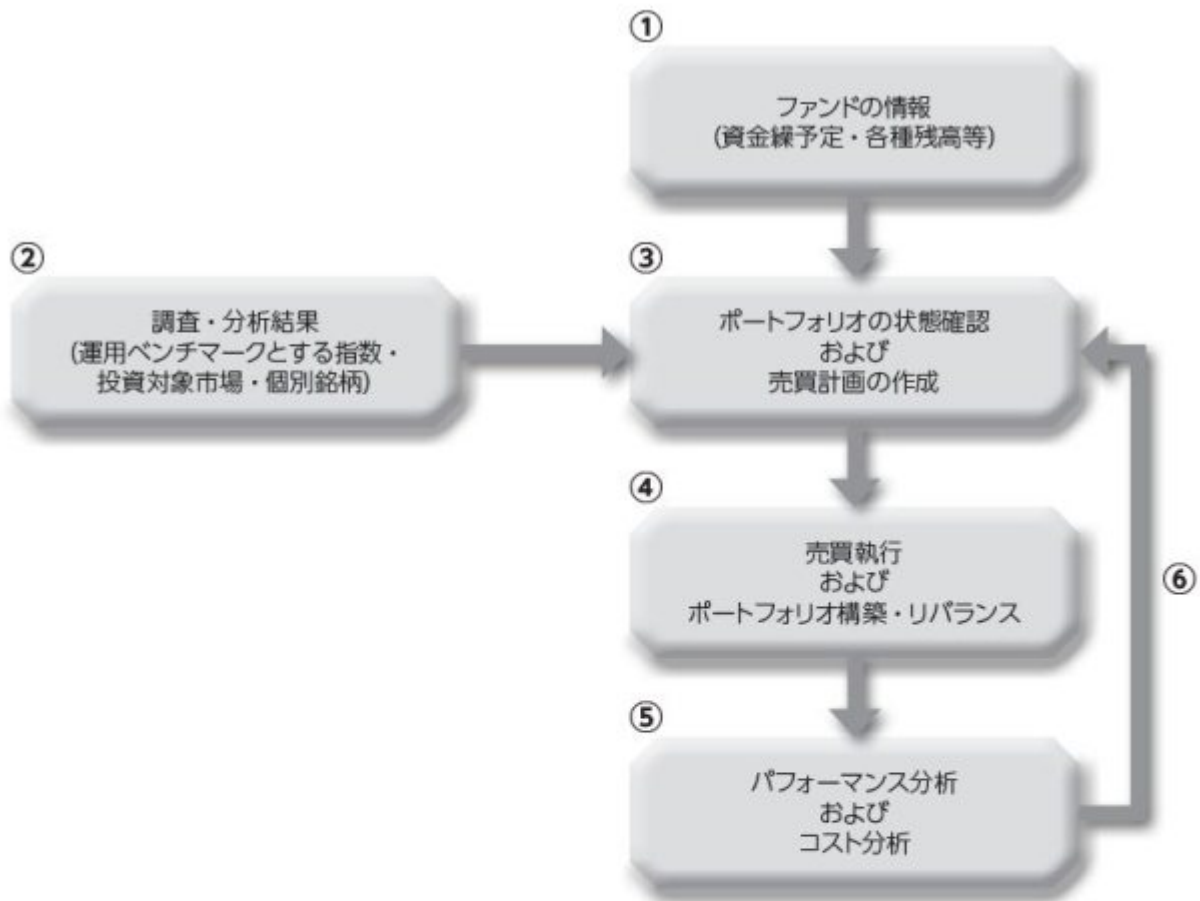 ①
ファンドの情報
(資金繰予定・各種残高等)
②
調査・分析結果
(運用ベンチマークとする指数・
投資対象市場・個別銘柄)
③
ポートフォリオの状態確認
および
売買計画の作成
④
売買執行
および
ポートフォリオ構築・リバランス
⑤
パフォーマンス分析
および
コスト分析
⑥